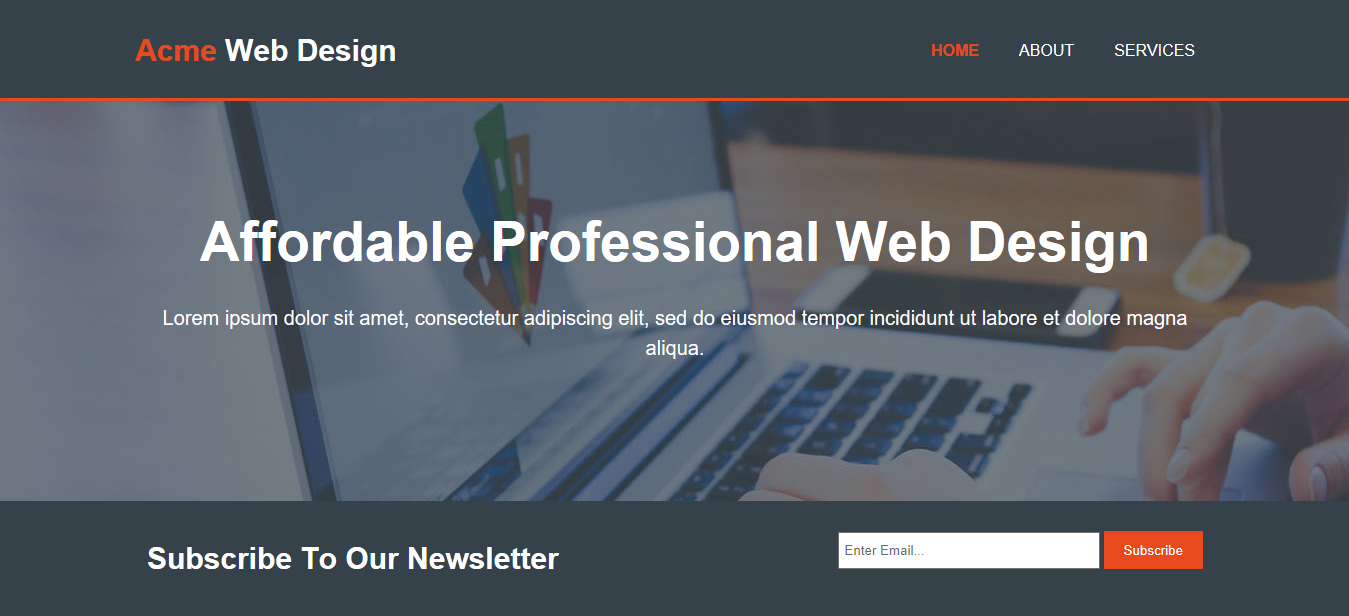 Acme Web Design
HOME ABOUT SERVICES
Affordable Professional Web Design
Lorem ipsum dolor sit amet, consectetur adipiscing elit, sed do eiusmod tempor incididunt ut labore et dolore magna
aliqua.
Subscribe To Our Newsletter
Enter Email...
Subscribe